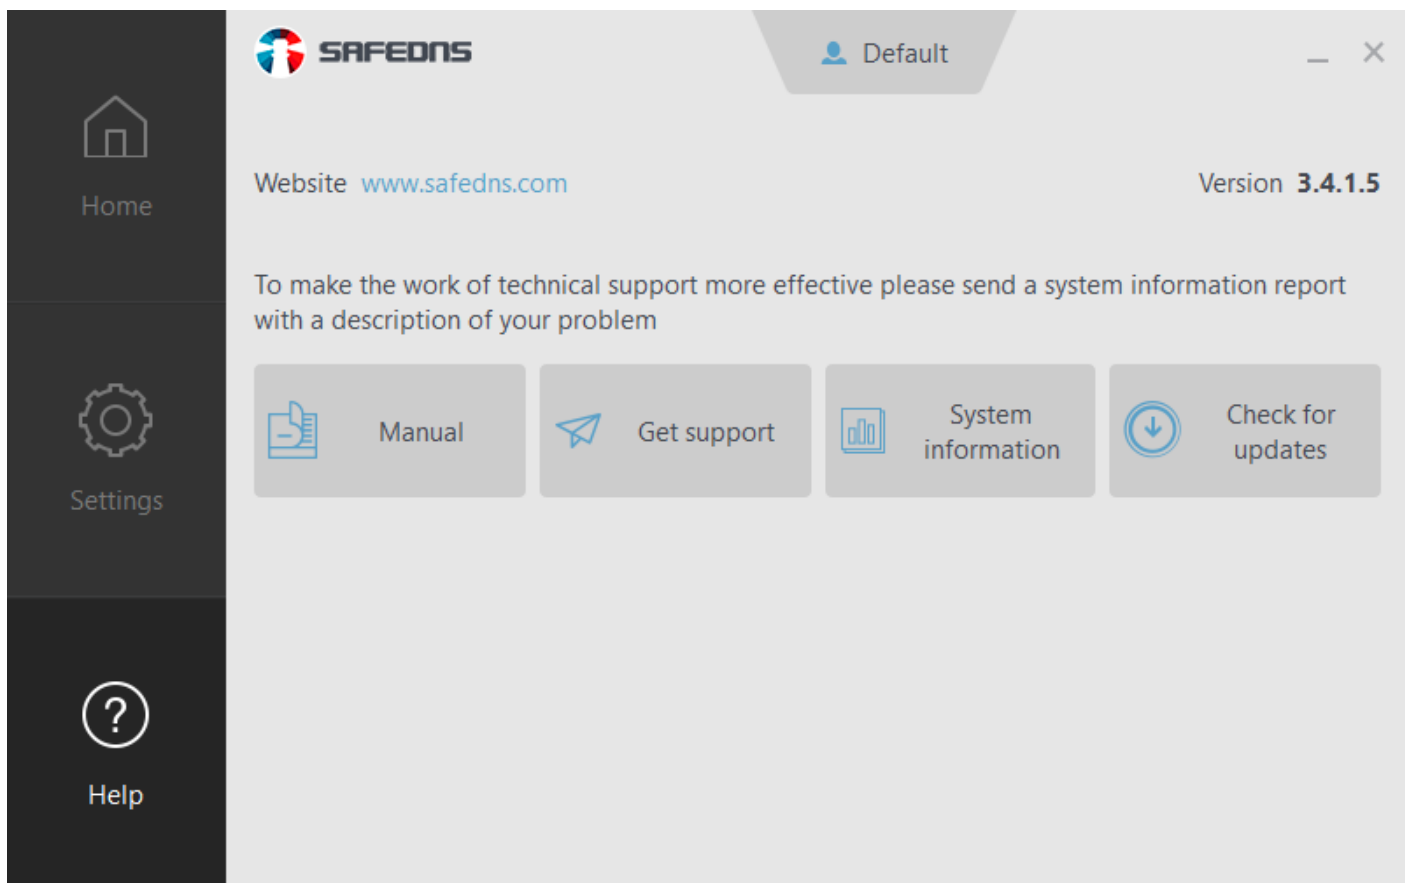 SAFEDNS
Default
Home
Website www.safedns.com
Version 3.4.1.5
To make the work of technical support more effective please send a system information report
with a description of your problem
Manual
Get support
System
information
Check for
updates
Settings
?
Help